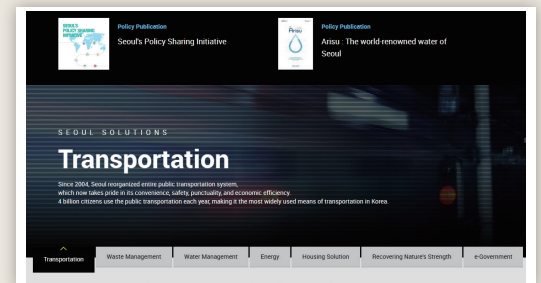 SEOUL'S
POLICY SHARING
INITIATIVE
Policy Publication
Seoul's Policy Sharing Initiative
Arisu
Policy Publication
Arisu : The world-renowned water of
Seoul
SEOUL SOLUTIONS
Transportation
Since 2004, Seoul reorganized entire public transportation system,
which now takes pride in its convenience, safety, punctuality, and economic efficiency.
4 billion citizens use the public transportation each year, making it the most widely used means of transportation in Korea.
Transportation
Waste Management
Water Management
Energy
Housing Solution
Recovering Nature's Strength
e-Government